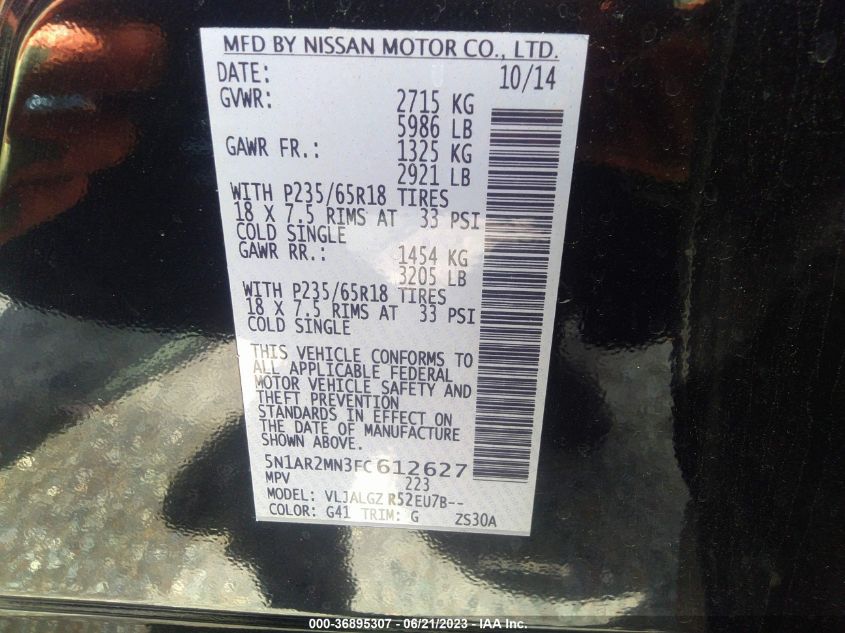 MFD BY NISSAN MOTOR CO., LTD.
DATE: 10/14
GVWR: 2715 KG
5986 LB
GAWR FR.: 1325 KG
2921 LB
WITH P235/65R18 TIRES
18 X 7.5 RIMS AT 33 PSI
COLD SINGLE
GAWR RR.: 1454 KG
3205 LB
WITH P235/65R18 TIRES
18 X 7.5 RIMS AT 33 PSI
COLD SINGLE
THIS VEHICLE CONFORMS TO
ALL APPLICABLE FEDERAL
MOTOR VEHICLE SAFETY AND
THEFT PREVENTION
STANDARDS IN EFFECT ON
THE DATE OF MANUFACTURE
SHOWN ABOVE.
5N1AR2MN3FC612627
MPV 223
MODEL: VLJALGZ R52EU7B--
COLOR: G41 TRIM: G ZS30A
000-36895307 - 06/21/2023 - IAA Inc.